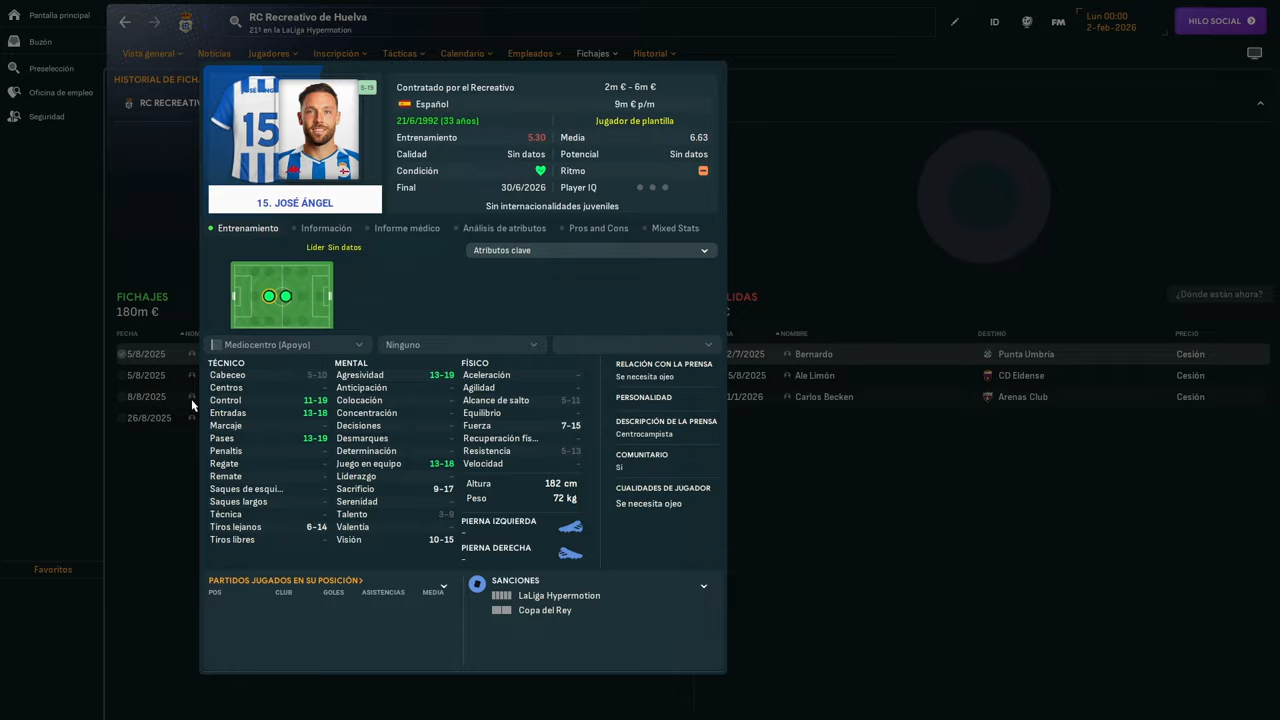 Pantalla principal
Buzón
Preselección
Oficina de empleo
Seguridad
Favoritos
RC Recreativo de Huelva
21º en la LaLiga Hypermotion
ID
FM
Lun 00:00
2-feb-2026
HILO SOCIAL
Vista general
Noticias
Jugadores
Inscripción
Tácticas
Calendario
Empleados
Fichajes
Historial
HISTORIAL DE FICH
RC RECREATIV
FICHAJES
180m €
FECHA
NOM
5/8/2025
5/8/2025
8/8/2025
26/8/2025
S-19
15
15. JOSÉ ÁNGEL
Contratado por el Recreativo 2m € - 6m €
Español 9m € p/m
21/6/1992 (33 años) Jugador de plantilla
Entrenamiento 5.30 Media 6.63
Calidad Sin datos Potencial Sin datos
Condición Ritmo
Final 30/6/2026 Player IQ
Sin internacionalidades juveniles
Entrenamiento Información Informe médico Análisis de atributos Pros and Cons Mixed Stats
Líder Sin datos
Atributos clave
Mediocentro (Apoyo)
Ninguno
TÉCNICO
Cabeceo 5-10
Centros -
Control 11-19
Entradas 13-18
Marcaje -
Pases 13-19
Penaltis -
Regate -
Remate -
Saques de esqui... -
Saques largos -
Técnica -
Tiros lejanos 6-14
Tiros libres -
MENTAL
Agresividad 13-19
Anticipación -
Colocación -
Concentración -
Decisiones -
Desmarques -
Determinación -
Juego en equipo 13-18
Liderazgo -
Sacrificio 9-17
Serenidad -
Talento 3-9
Valentía -
Visión 10-15
FÍSICO
Aceleración -
Agilidad -
Alcance de salto 5-11
Equilibrio -
Fuerza 7-15
Recuperación fís... -
Resistencia 5-13
Velocidad -
Altura 182 cm
Peso 72 kg
PIERNA IZQUIERDA
-
PIERNA DERECHA
-
RELACIÓN CON LA PRENSA
Se necesita ojeo
PERSONALIDAD
DESCRIPCIÓN DE LA PRENSA
Centrocampista
COMUNITARIO
Sí
CUALIDADES DE JUGADOR
Se necesita ojeo
PARTIDOS JUGADOS EN SU POSICIÓN>
POS CLUB GOLES ASISTENCIAS MEDIA
SANCIONES
LaLiga Hypermotion
Copa del Rey
LIDAS
€
¿Dónde están ahora?
NOMBRE DESTINO PRECIO
2/7/2025 Bernardo Punta Umbría Cesión
5/8/2025 Ale Limón CD Eldense Cesión
1/1/2026 Carlos Becken Arenas Club Cesión